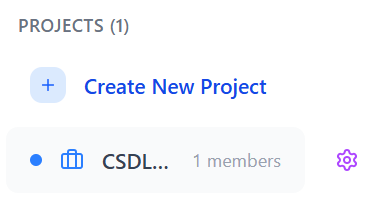 PROJECTS (1)
+ Create New Project
CSDL... 1 members